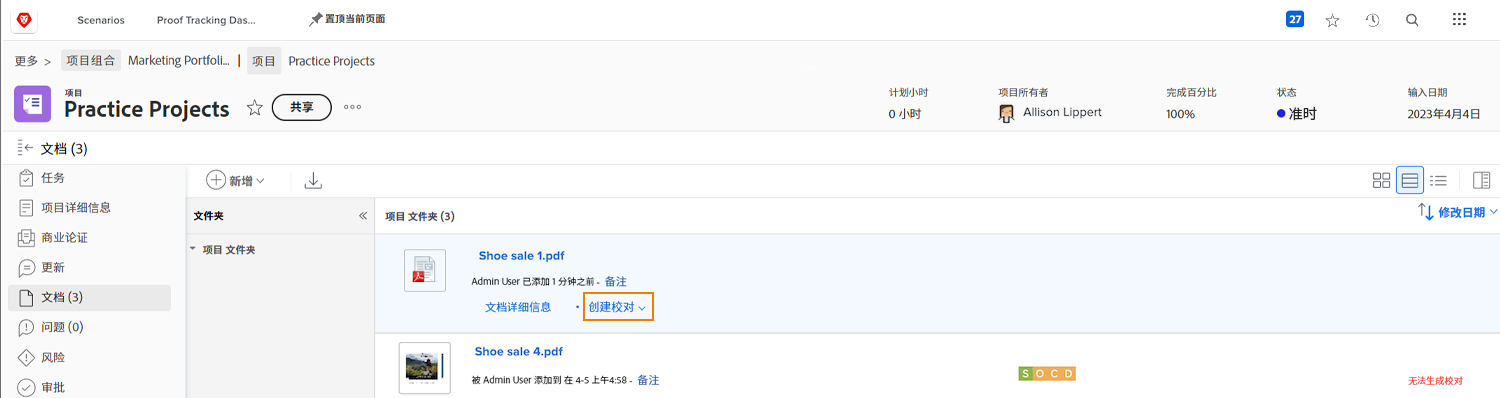 Scenarios Proof Tracking Das... 置顶当前页面 27
更多 > 项目组合 Marketing Portfoli... | 项目 Practice Projects
项目
Practice Projects 共享
计划小时 项目所有者 完成百分比 状态 输入日期
0 小时 Allison Lippert 100% 准时 2023年4月4日
文档 (3)
任务
项目详细信息
商业论证
更新
文档 (3)
问题 (0)
风险
审批
新增
文件夹
项目 文件夹
项目 文件夹 (3) 修改日期
Shoe sale 1.pdf
Admin User 已添加 1 分钟之前 - 备注
文档详细信息 • 创建校对
Shoe sale 4.pdf
被 Admin User 添加到 在 4-5 上午4:58 - 备注
S O C D
无法生成校对